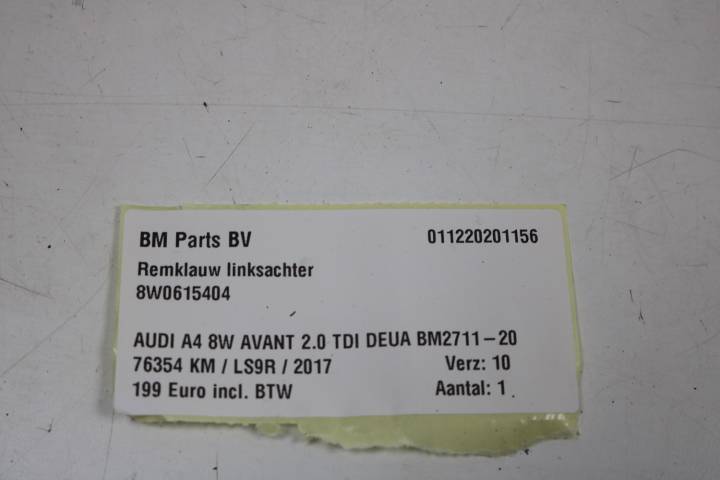 BM Parts BV 011220201156
Remklauw linksachter
8W0615404
AUDI A4 8W AVANT 2.0 TDI DEUA BM2711-20
76354 KM / LS9R / 2017 Verz: 10
199 Euro incl. BTW Aantal: 1